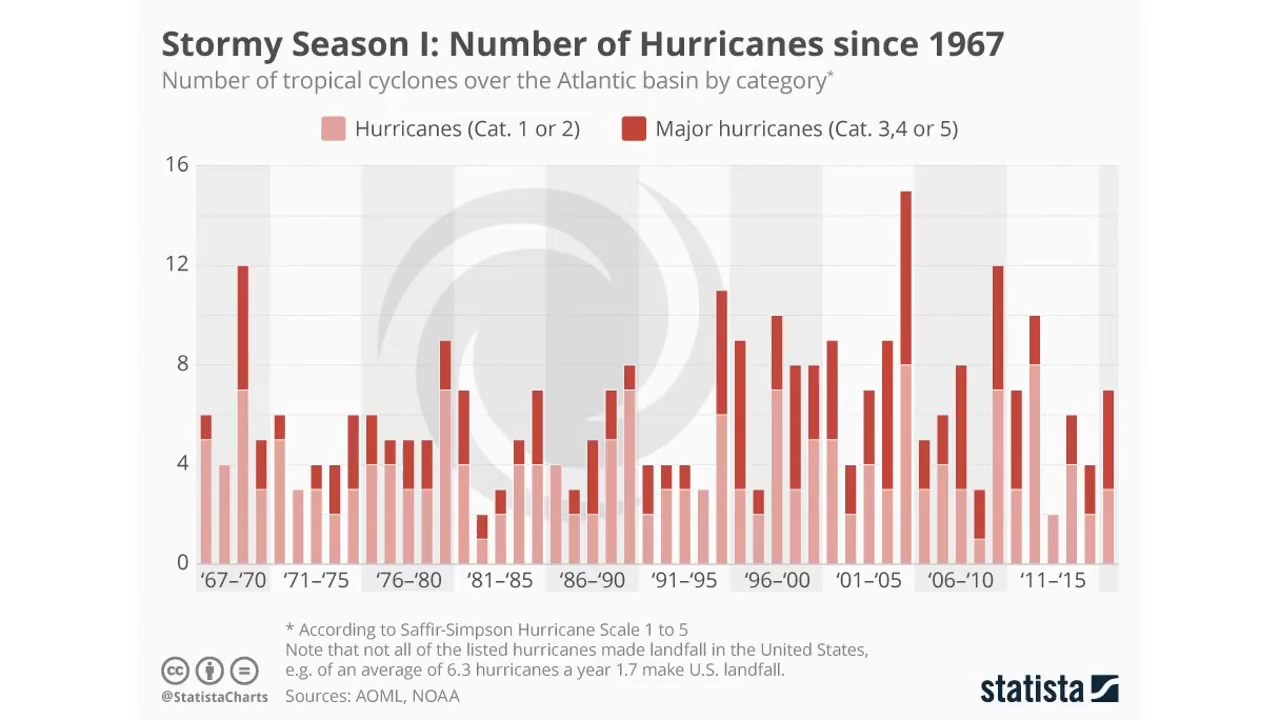 Stormy Season I: Number of Hurricanes since 1967
Number of tropical cyclones over the Atlantic basin by category*
Hurricanes (Cat. 1 or 2) Major hurricanes (Cat. 3,4 or 5)
16
12
8
4
0
‘67–‘70 ‘71–‘75 ‘76–‘80 ‘81–‘85 ‘86–‘90 ‘91–‘95 ‘96–‘00 ‘01–‘05 ‘06–‘10 ‘11–‘15
* According to Saffir-Simpson Hurricane Scale 1 to 5
Note that not all of the listed hurricanes made landfall in the United States,
e.g. of an average of 6.3 hurricanes a year 1.7 make U.S. landfall.
cc
@StatistaCharts Sources: AOML, NOAA
statista